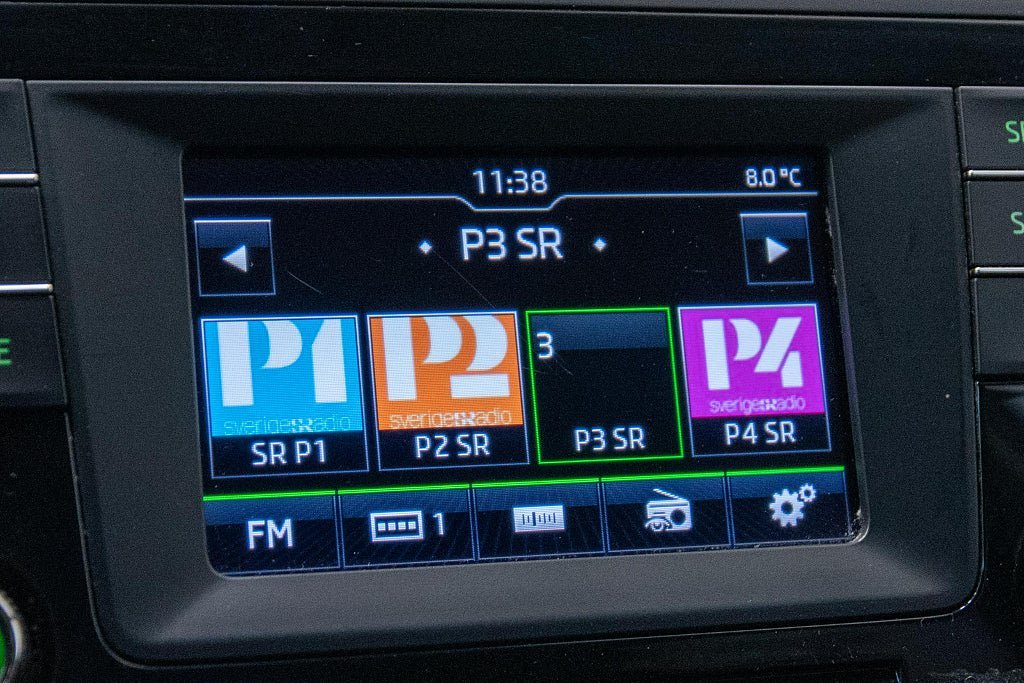 11:38
8.0 °C
P3 SR
P1
sverigesradio
SR P1
P2
sverigesradio
P2 SR
3
P3 SR
P4
sverigesradio
P4 SR
FM
1
E
S